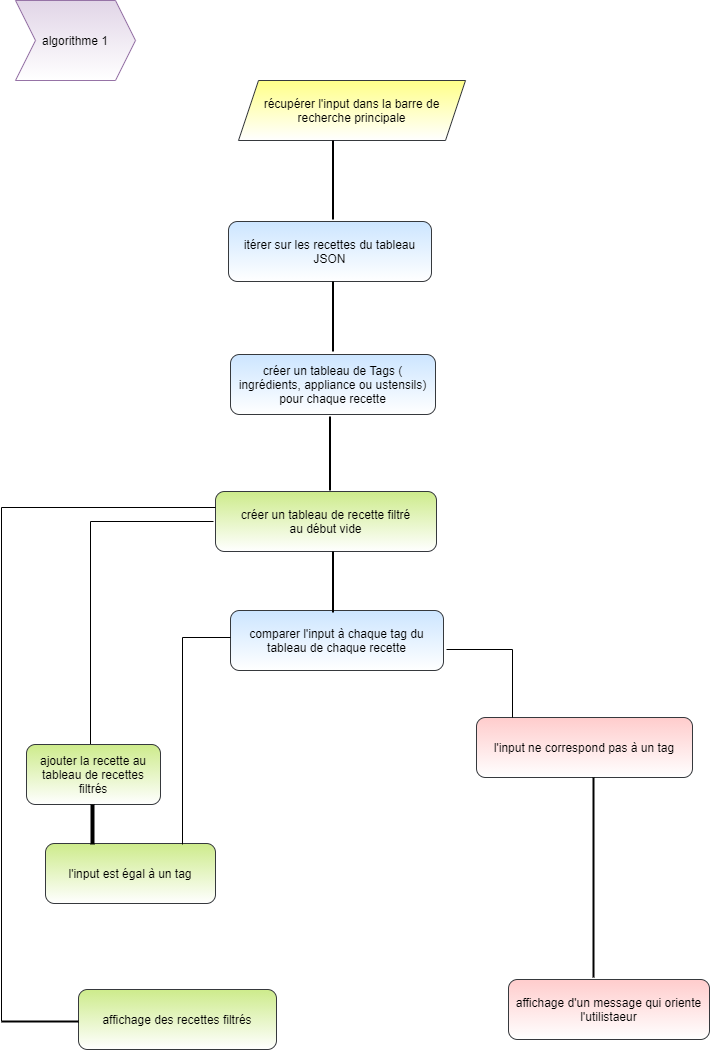 algorithme 1
récupérer l'input dans la barre de
recherche principale
itérer sur les recettes du tableau
JSON
créer un tableau de Tags (
ingrédients, appliance ou ustensils)
pour chaque recette
créer un tableau de recette filtré
au début vide
comparer l'input à chaque tag du
tableau de chaque recette
l'input ne correspond pas à un tag
ajouter la recette au
tableau de recettes
filtrés
l'input est égal à un tag
affichage des recettes filtrés
affichage d'un message qui oriente
l'utilistaeur